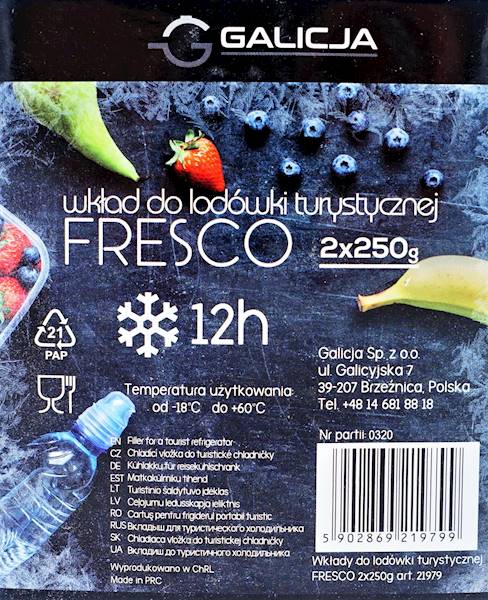 GALICJA
wkład do lodówki turystycznej
FRESCO 2x250g
12h
21
PAP
Galicja Sp. z o.o.
ul. Galicyjska 7
39-207 Brzeźnica, Polska
Tel. +48 14 681 88 18
Temperatura użytkowania:
od -18°C do +60°C
Nr partii: 0320
EN Filler for a tourist refrigerator
CZ Chladicí vložka do turistické chladničky
DE Kühlakku für reisekühlschrank
EST Matkakülmiku tihend
LT Turistinio šaldytuvo įdėklas
LV Ceļojumu ledusskapja ieliktnis
RO Cartuș pentru frigiderul portabil turistic
RUS Вкладыш для туристического холодильника
SK Chladiaca vložka do turistickej chladničky
UA Вкладиш до туристичного холодильника
Wyprodukowano w ChRL
Made in PRC
5 902869 219799
Wkłady do lodówki turystycznej
FRESCO 2x250g art. 21979